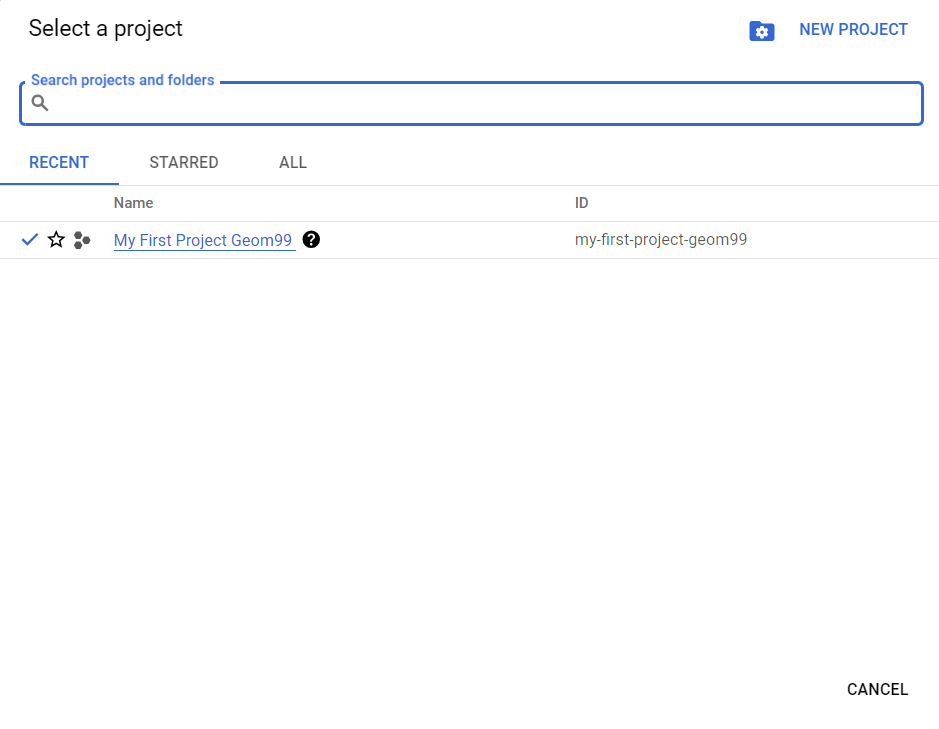 Select a project
NEW PROJECT
Search projects and folders
RECENT STARRED ALL
Name ID
My First Project Geom99 ? my-first-project-geom99
CANCEL